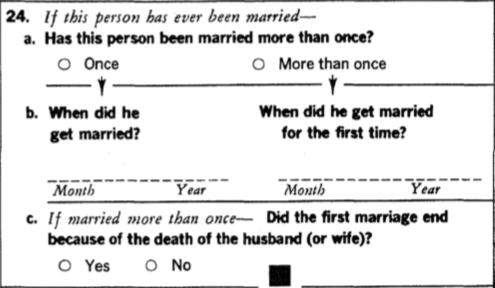 24. If this person has ever been married—
a. Has this person been married more than once?
Once More than once
b. When did he When did he get married
get married? for the first time?
Month Year Month Year
c. If married more than once— Did the first marriage end
because of the death of the husband (or wife)?
Yes No